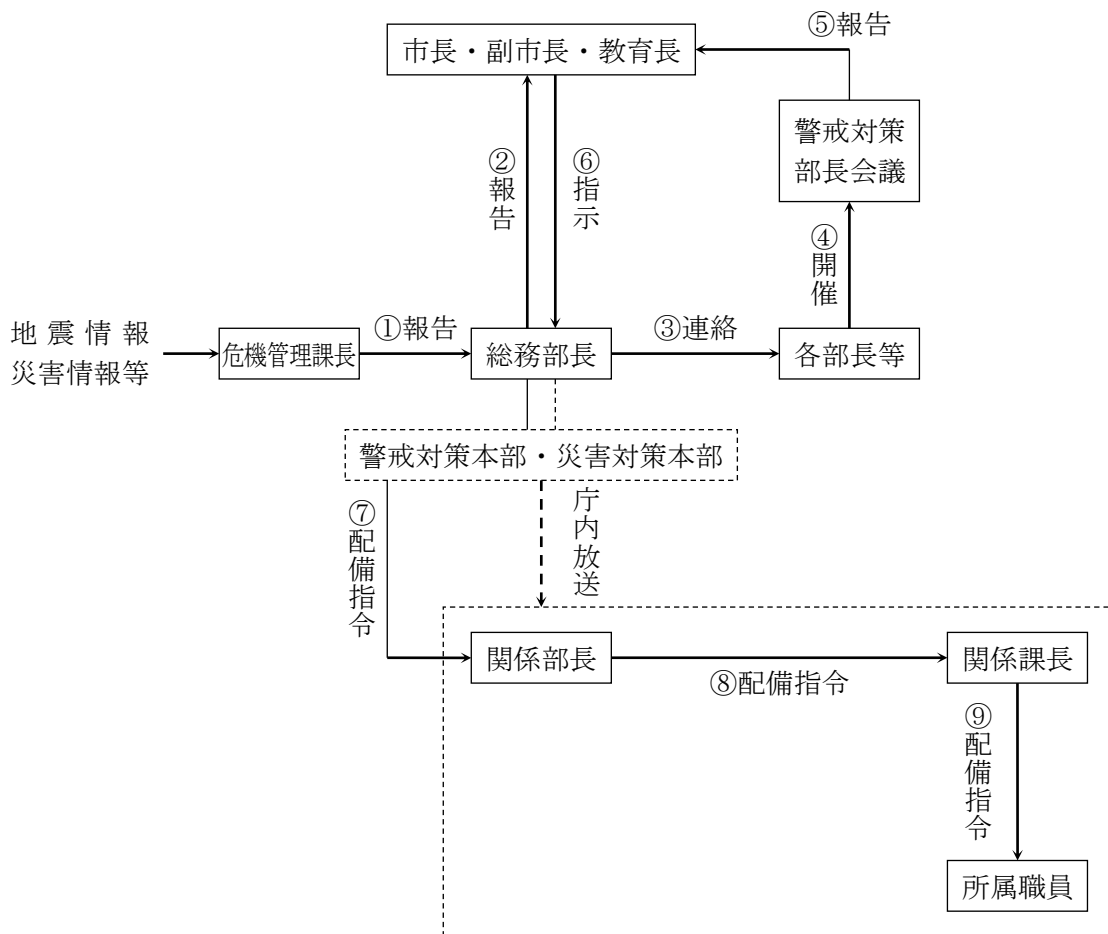 ⑤報告
市長・副市長・教育長
警戒対策
部長会議
②報告
⑥指示
④開催
地震情報
災害情報等
危機管理課長
①報告
総務部長
③連絡
各部長等
警戒対策本部・災害対策本部
⑦配備指令
庁内放送
関係部長
⑧配備指令
関係課長
⑨配備指令
所属職員